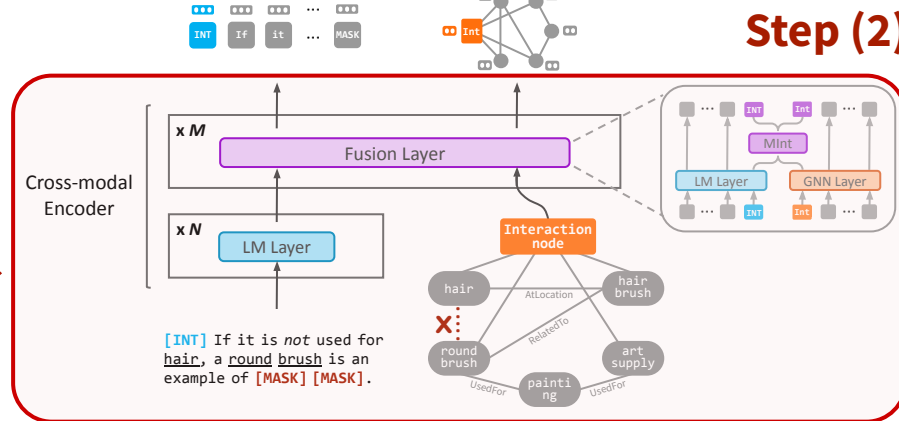 Step (2)
INT If it ... MASK
Int
x M
Fusion Layer
Cross-modal
Encoder
x N
LM Layer
INT Int
MInt
LM Layer GNN Layer
INT Int
Interaction
node
hair
hair
brush
AtLocation
X
RelatedTo
round
brush
art
supply
UsedFor
painti
ng
UsedFor
[INT] If it is not used for
hair, a round brush is an
example of [MASK] [MASK].